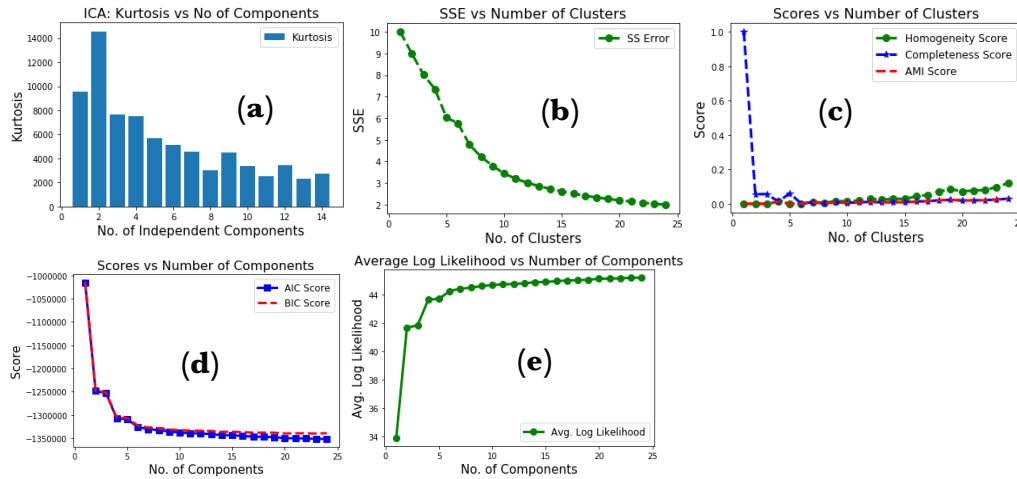 ICA: Kurtosis vs No of Components
Kurtosis
14000
12000
10000
8000
6000
4000
2000
0
Kurtosis
(a)
0 2 4 6 8 10 12 14
No. of Independent Components
SSE vs Number of Clusters
SS Error
10
9
8
7
6
5
4
3
2
SSE
(b)
0 5 10 15 20 25
No. of Clusters
Scores vs Number of Clusters
Homogeneity Score
Completeness Score
AMI Score
1.0
0.8
0.6
0.4
0.2
0.0
Score
(c)
0 5 10 15 20 25
No. of Clusters
Scores vs Number of Components
AIC Score
BIC Score
−1000000
−1050000
−1100000
−1150000
−1200000
−1250000
−1300000
−1350000
Score
(d)
0 5 10 15 20 25
No. of Components
Average Log Likelihood vs Number of Components
44
42
40
38
36
34
Avg. Log Likelihood
(e)
Avg. Log Likelihood
0 5 10 15 20 25
No. of Components